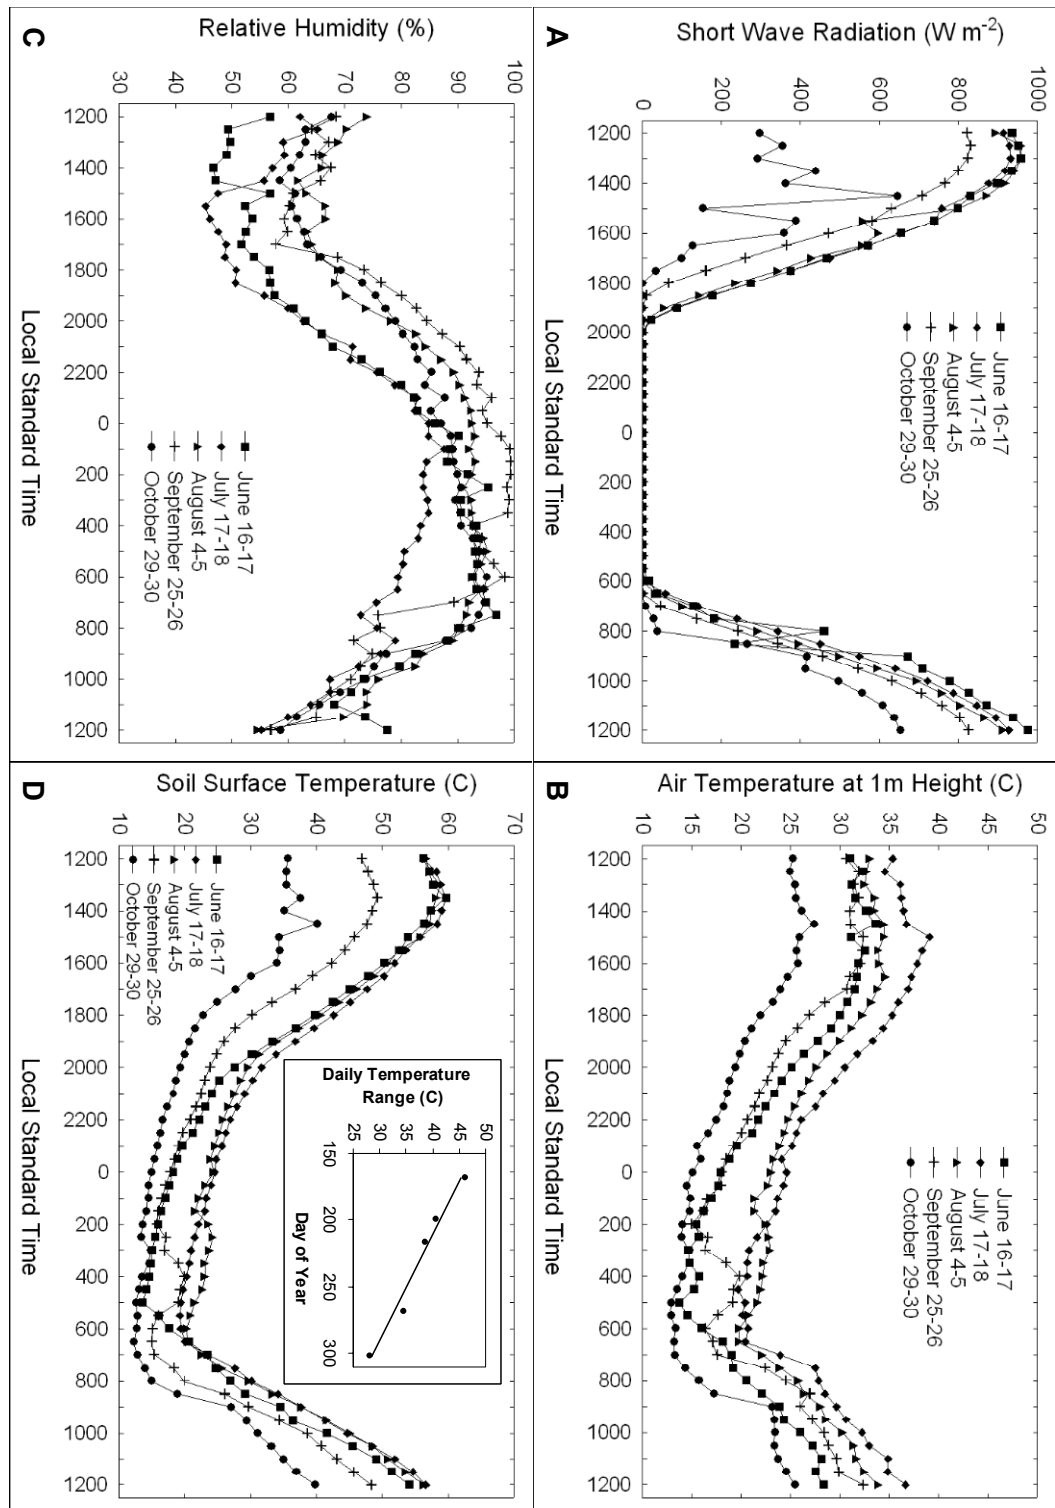 A
Short Wave Radiation (W m-2)
0 200 400 600 800 1000
1200 1400 1600 1800 2000 2200 0 200 400 600 800 1000 1200
Local Standard Time
June 16-17
July 17-18
August 4-5
September 25-26
October 29-30
B
Air Temperature at 1m Height (C)
10 15 20 25 30 35 40 45 50
1200 1400 1600 1800 2000 2200 0 200 400 600 800 1000 1200
Local Standard Time
June 16-17
July 17-18
August 4-5
September 25-26
October 29-30
C
Relative Humidity (%)
30 40 50 60 70 80 90 100
1200 1400 1600 1800 2000 2200 0 200 400 600 800 1000 1200
Local Standard Time
June 16-17
July 17-18
August 4-5
September 25-26
October 29-30
D
Soil Surface Temperature (C)
10 20 30 40 50 60 70
1200 1400 1600 1800 2000 2200 0 200 400 600 800 1000 1200
Local Standard Time
June 16-17
July 17-18
August 4-5
September 25-26
October 29-30
Daily Temperature
Range (C)
25 30 35 40 45 50
150 200 250 300
Day of Year